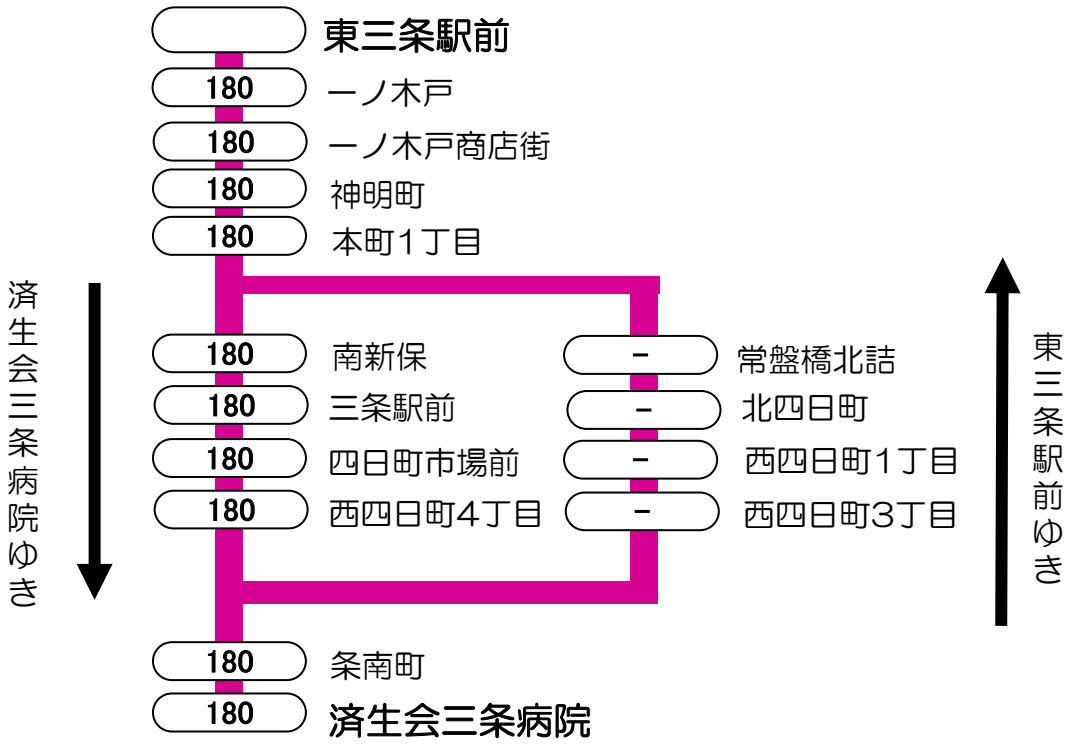 東三条駅前
180 一ノ木戸
180 一ノ木戸商店街
180 神明町
180 本町1丁目
済生会三条病院ゆき
180 南新保
180 三条駅前
180 四日町市場前
180 西四日町4丁目
- 常盤橋北詰
- 北四日町
- 西四日町1丁目
- 西四日町3丁目
東三条駅前ゆき
180 条南町
180 済生会三条病院